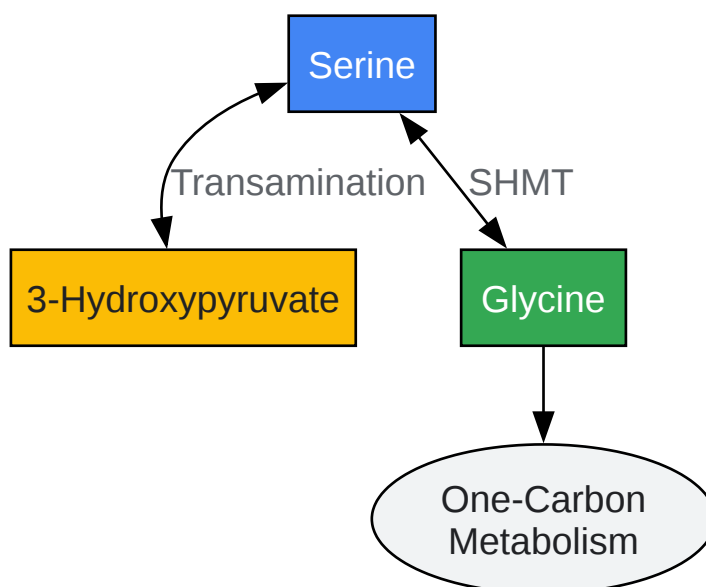 Serine
Transamination
SHMT
3-Hydroxypyruvate
Glycine
One-Carbon
Metabolism